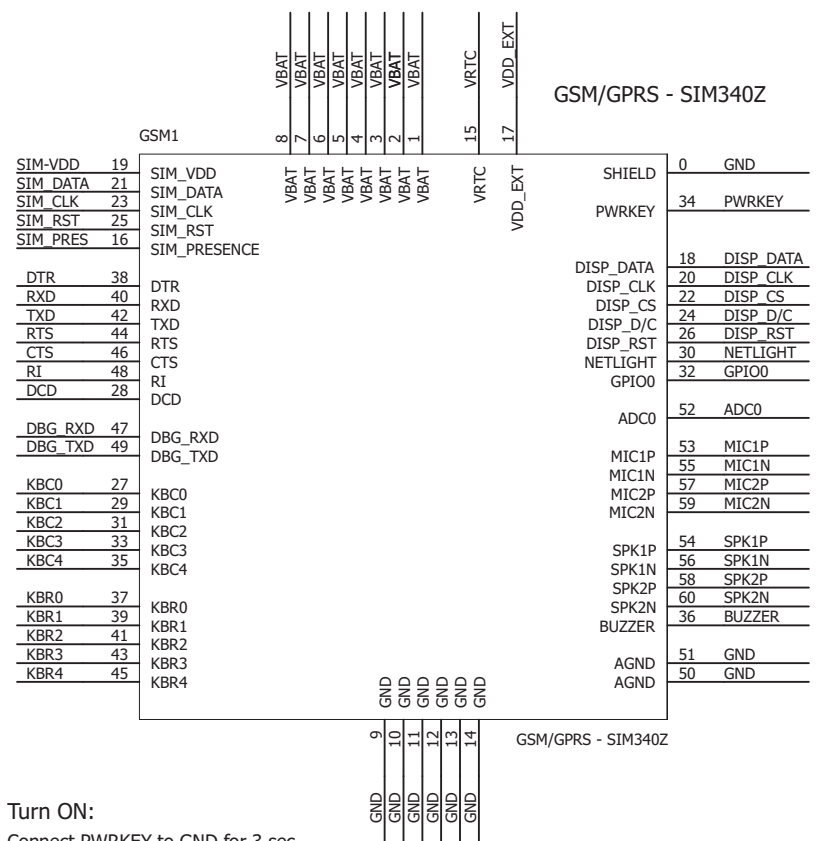 VBAT VBAT VBAT VBAT VBAT VBAT VBAT VBAT VRTC VDD_EXT
GSM/GPRS - SIM340Z
GSM1
8 7 6 5 4 3 2 1 15 17
VBAT VBAT VBAT VBAT VBAT VBAT VBAT VBAT VRTC VDD_EXT
SIM-VDD 19 SIM_VDD
SIM_DATA 21 SIM_DATA
SIM_CLK 23 SIM_CLK
SIM_RST 25 SIM_RST
SIM_PRES 16 SIM_PRESENCE
DTR 38 DTR
RXD 40 RXD
TXD 42 TXD
RTS 44 RTS
CTS 46 CTS
RI 48 RI
DCD 28 DCD
DBG_RXD 47 DBG_RXD
DBG_TXD 49 DBG_TXD
KBC0 27 KBC0
KBC1 29 KBC1
KBC2 31 KBC2
KBC3 33 KBC3
KBC4 35 KBC4
KBR0 37 KBR0
KBR1 39 KBR1
KBR2 41 KBR2
KBR3 43 KBR3
KBR4 45 KBR4
SHIELD 0 GND
PWRKEY 34 PWRKEY
DISP_DATA 18 DISP_DATA
DISP_CLK 20 DISP_CLK
DISP_CS 22 DISP_CS
DISP_D/C 24 DISP_D/C
DISP_RST 26 DISP_RST
NETLIGHT 30 NETLIGHT
GPIO0 32 GPIO0
ADC0 52 ADC0
MIC1P 53 MIC1P
MIC1N 55 MIC1N
MIC2P 57 MIC2P
MIC2N 59 MIC2N
SPK1P 54 SPK1P
SPK1N 56 SPK1N
SPK2P 58 SPK2P
SPK2N 60 SPK2N
BUZZER 36 BUZZER
AGND 51 GND
AGND 50 GND
GND GND GND GND GND GND
9 10 11 12 13 14
GSM/GPRS - SIM340Z
GND GND GND GND GND GND
Turn ON:
Connect PWRKEY to GND for 3 sec